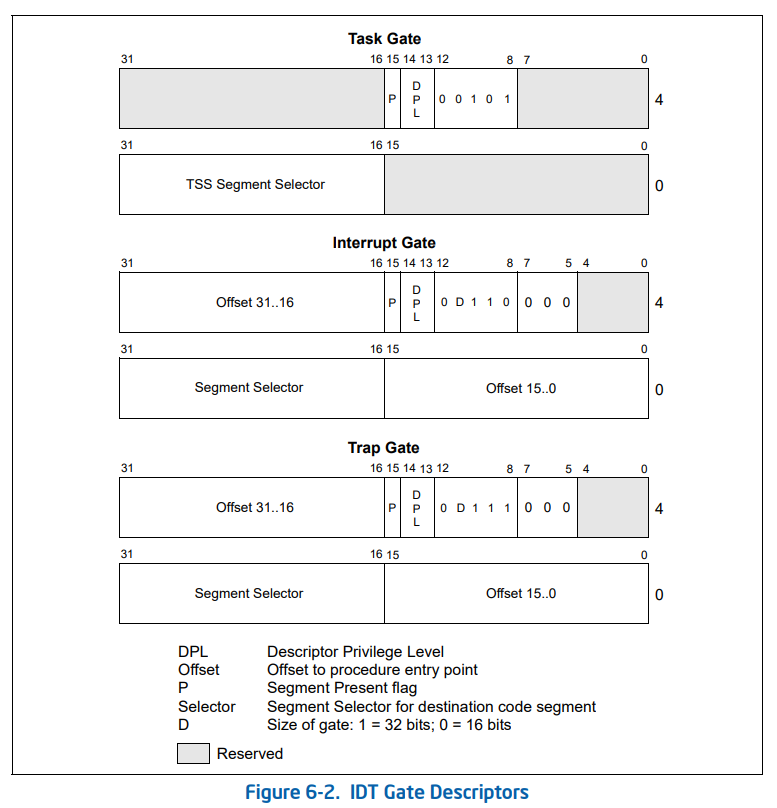 Task Gate
31 16 15 14 13 12 8 7 0
P D P L 0 0 1 0 1 4
31 16 15 0
TSS Segment Selector 0
Interrupt Gate
31 16 15 14 13 12 8 7 5 4 0
Offset 31..16 P D P L 0 D 1 1 0 0 0 0 4
31 16 15 0
Segment Selector Offset 15..0 0
Trap Gate
31 16 15 14 13 12 8 7 5 4 0
Offset 31..16 P D P L 0 D 1 1 1 0 0 0 4
31 16 15 0
Segment Selector Offset 15..0 0
DPL Descriptor Privilege Level
Offset Offset to procedure entry point
P Segment Present flag
Selector Segment Selector for destination code segment
D Size of gate: 1 = 32 bits; 0 = 16 bits
Reserved
Figure 6-2. IDT Gate Descriptors